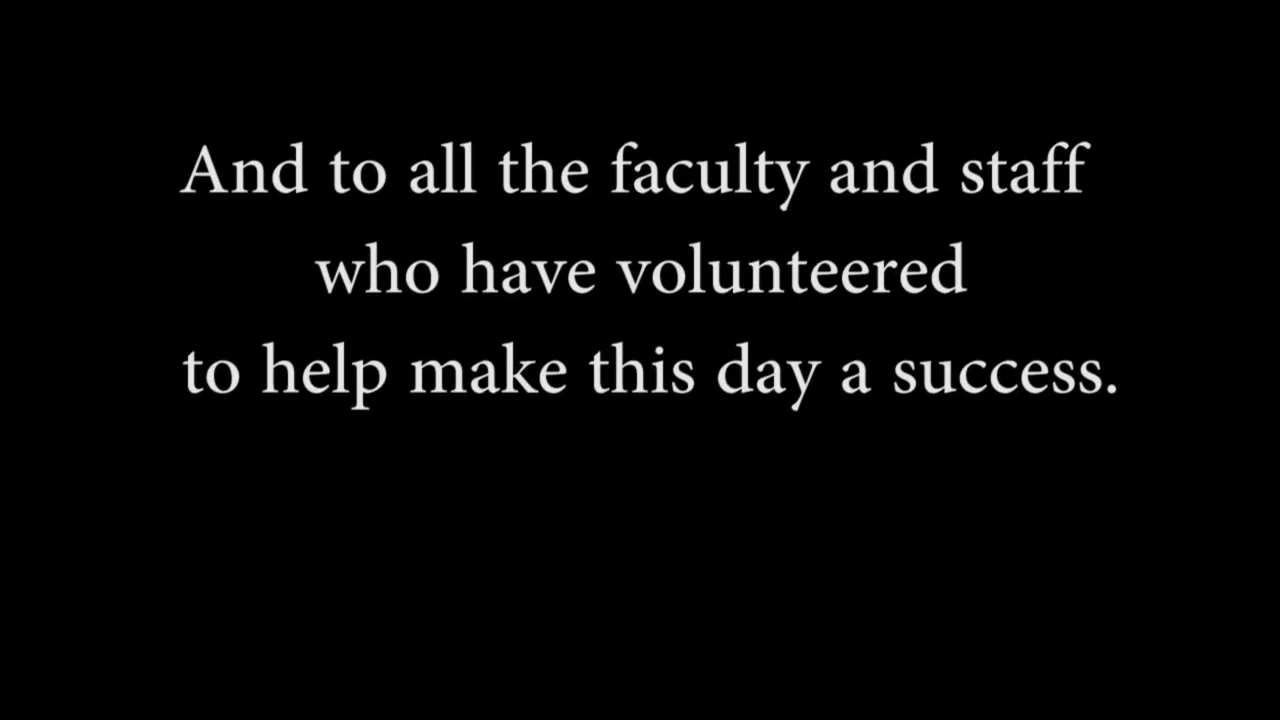 And to all the faculty and staff
who have volunteered
to help make this day a success.